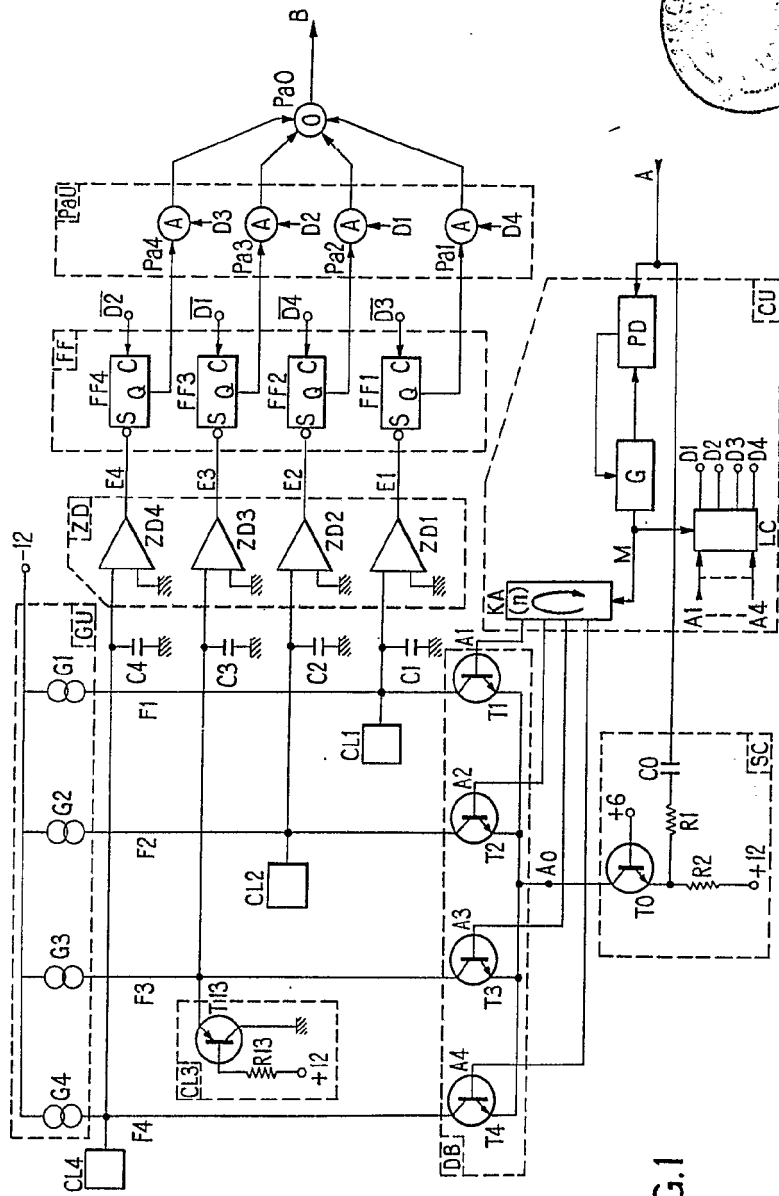 -12
GU
G4
G3
G2
G1
CL4
F4
F3
F2
F1
CL3
Ti13
R13
+12
CL2
CL1
C4
C3
C2
C1
ZD
ZD4
ZD3
ZD2
ZD1
E4
E3
E2
E1
FF
FF4
S
Q
C
D2
FF3
S
Q
C
D1
FF2
S
Q
C
D4
FF1
S
Q
C
D3
PaU
Pa4
A
D3
Pa3
A
D2
Pa2
A
D1
Pa1
A
D4
Pa0
O
B
DB
A4
T4
A3
T3
A2
T2
A1
T1
A0
KA
(n)
M
G
PD
A
CU
A1
A4
LC
D1
D2
D3
D4
SC
T0
+6
R2
+12
R1
C0
G.1